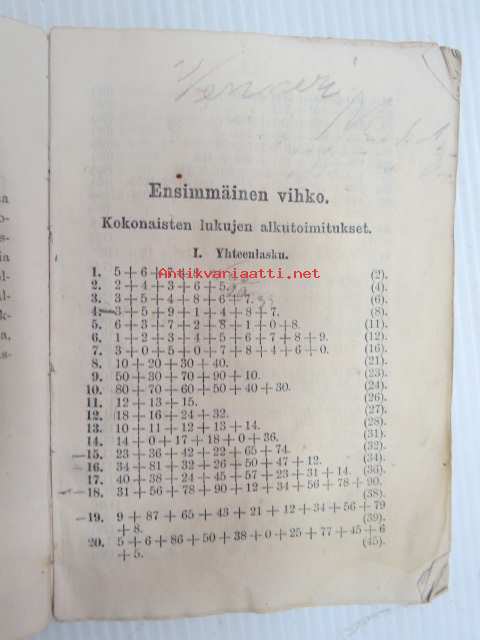 Venteri
Ensimmäinen vihko.
Kokonaisten lukujen alkutoimitukset.
I. Yhteenlasku.
Antikvariaatti.net
1. 5+6+ (2).
2. 2+4+3+6+5. (4).
3. 3+5+4+8+6+7. (6).
4. 3+5+9+1+4+8+7. (8).
5. 6+3+7+2+8+1+0+8. (11).
6. 1+2+3+4+5+6+7+8+9. (12).
7. 3+0+5+0+7+8+4+6+0. (16).
8. 10+20+30+40. (21).
9. 50+30+70+90+10. (23).
10. 80+70+60+50+40+30. (24).
11. 12+13+15. (26).
12. 18+16+24+32. (27).
13. 10+11+12+13+14. (28).
14. 14+0+17+18+0+36. (31).
15. 23+36+42+22+65+74. (32).
16. 34+81+32+26+50+47+12. (34).
17. 40+38+24+45+57+23+31+14. (36).
18. 31+56+78+90+12+34+56+78+90. (38).
19. 9+87+65+43+21+12+34+56+79
+8. (39).
20. 5+6+86+50+38+0+25+77+45+6
+5. (45).